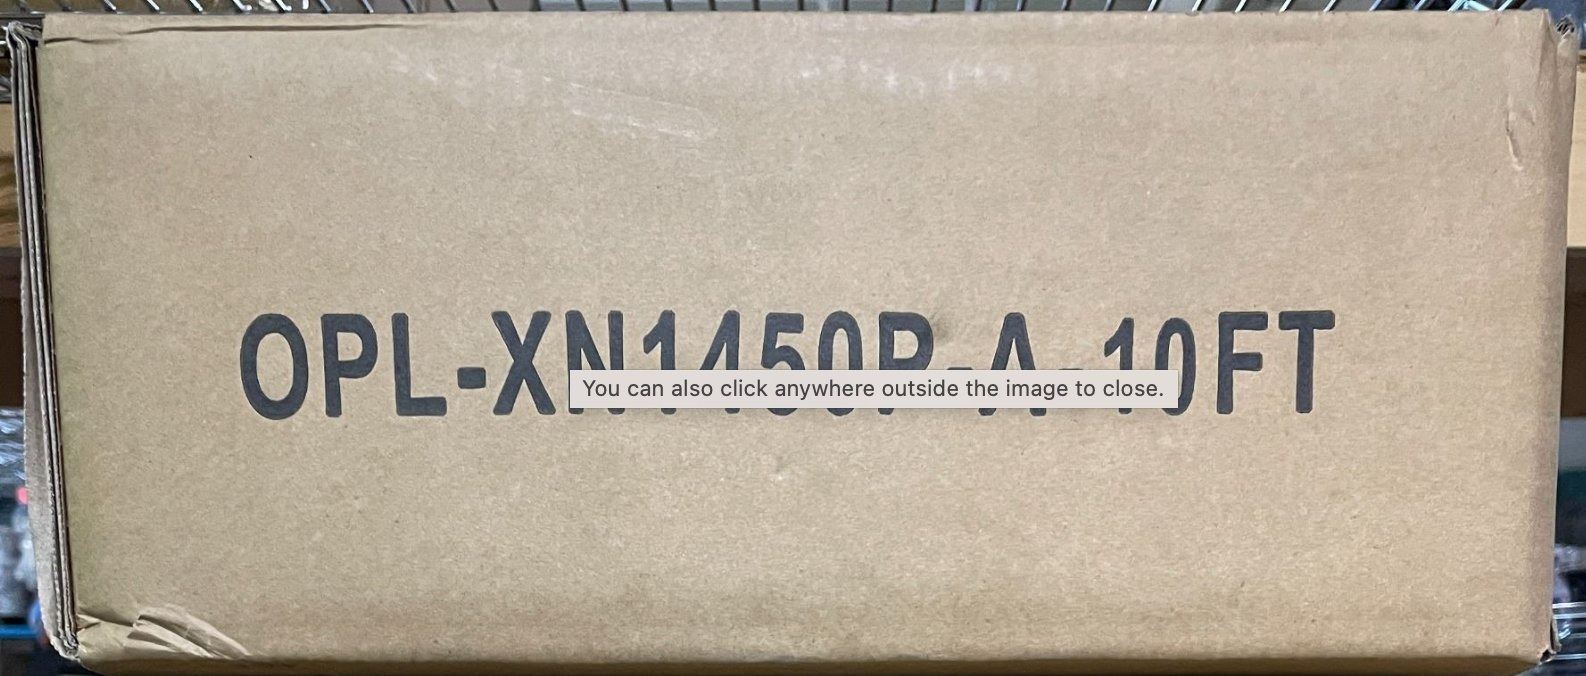 OPL-XN1450P-A-10FT
You can also click anywhere outside the image to close.